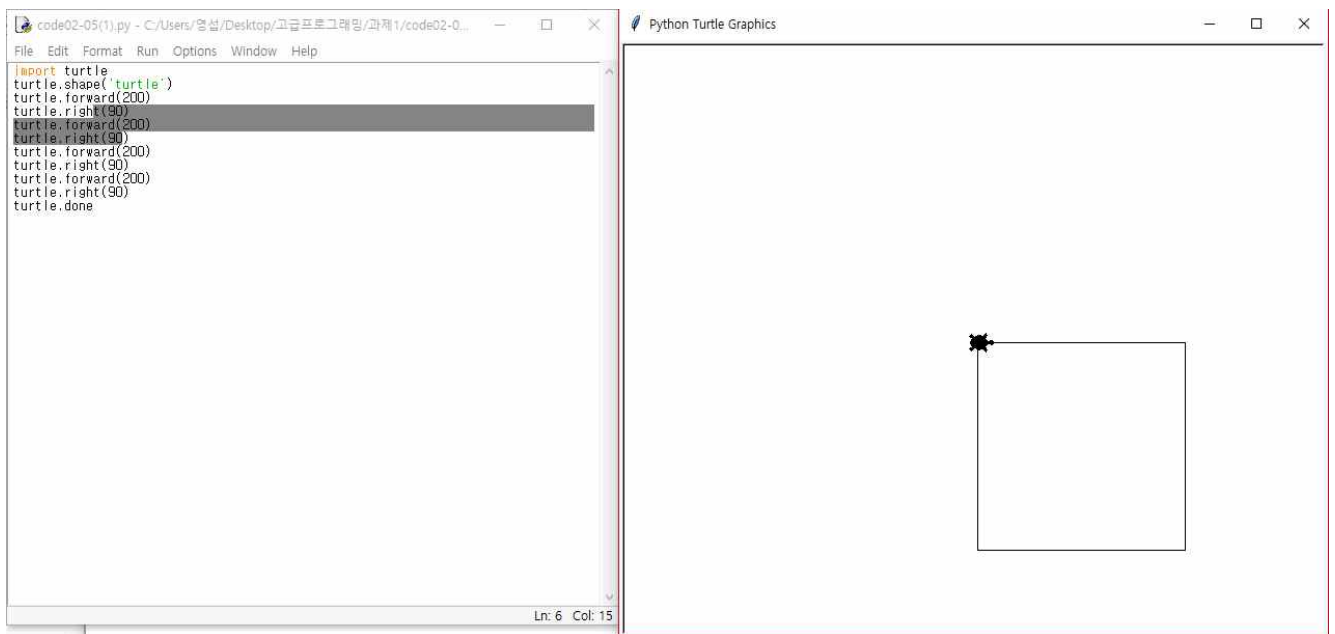 code02-05(1).py - C:/Users/영섭/Desktop/고급프로그래밍/과제1/code02-0...
File Edit Format Run Options Window Help
import turtle
turtle.shape('turtle')
turtle.forward(200)
turtle.right(90)
turtle.forward(200)
turtle.right(90)
turtle.forward(200)
turtle.right(90)
turtle.forward(200)
turtle.right(90)
turtle.done
Ln: 6 Col: 15
Python Turtle Graphics